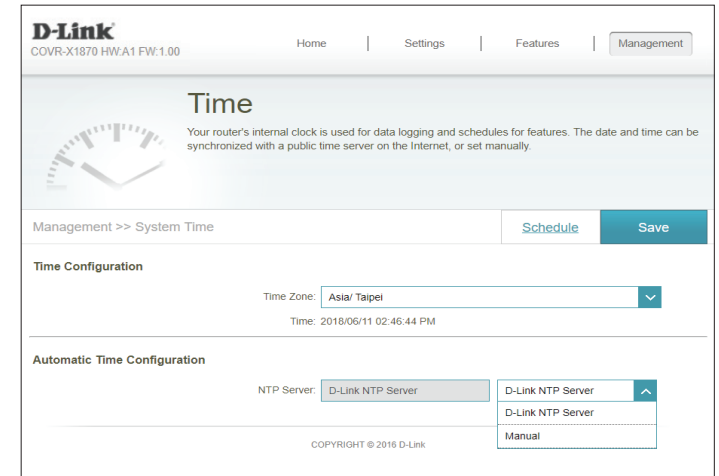 D-Link
COVR-X1870 HW:A1 FW:1.00
Home | Settings | Features | Management
Time
Your router's internal clock is used for data logging and schedules for features. The date and time can be
synchronized with a public time server on the Internet, or set manually.
Management >> System Time
Schedule
Save
Time Configuration
Time Zone: Asia/ Taipei
Time: 2018/06/11 02:46:44 PM
Automatic Time Configuration
NTP Server: D-Link NTP Server D-Link NTP Server
D-Link NTP Server
Manual
COPYRIGHT © 2016 D-Link